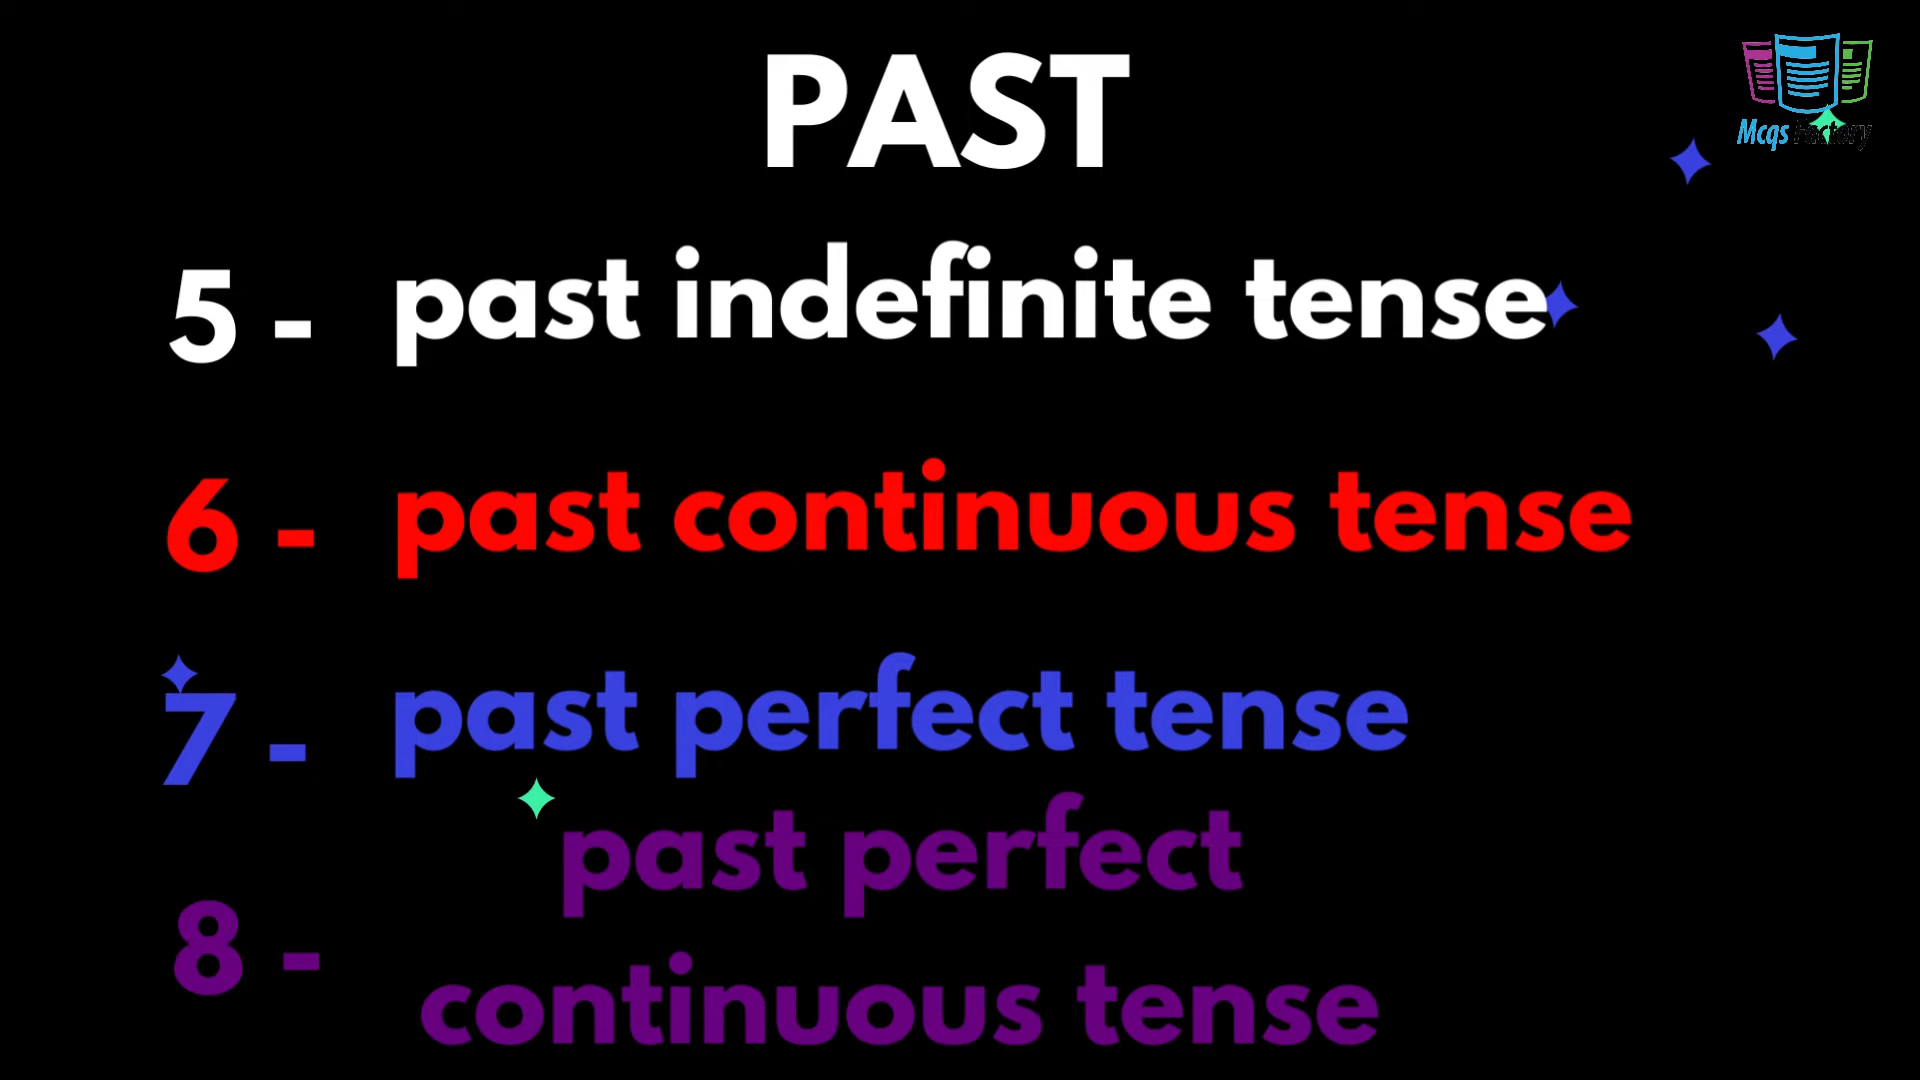 PAST
Mcqs Factory
5 - past indefinite tense
6 - past continuous tense
7 - past perfect tense
8 - past perfect
continuous tense